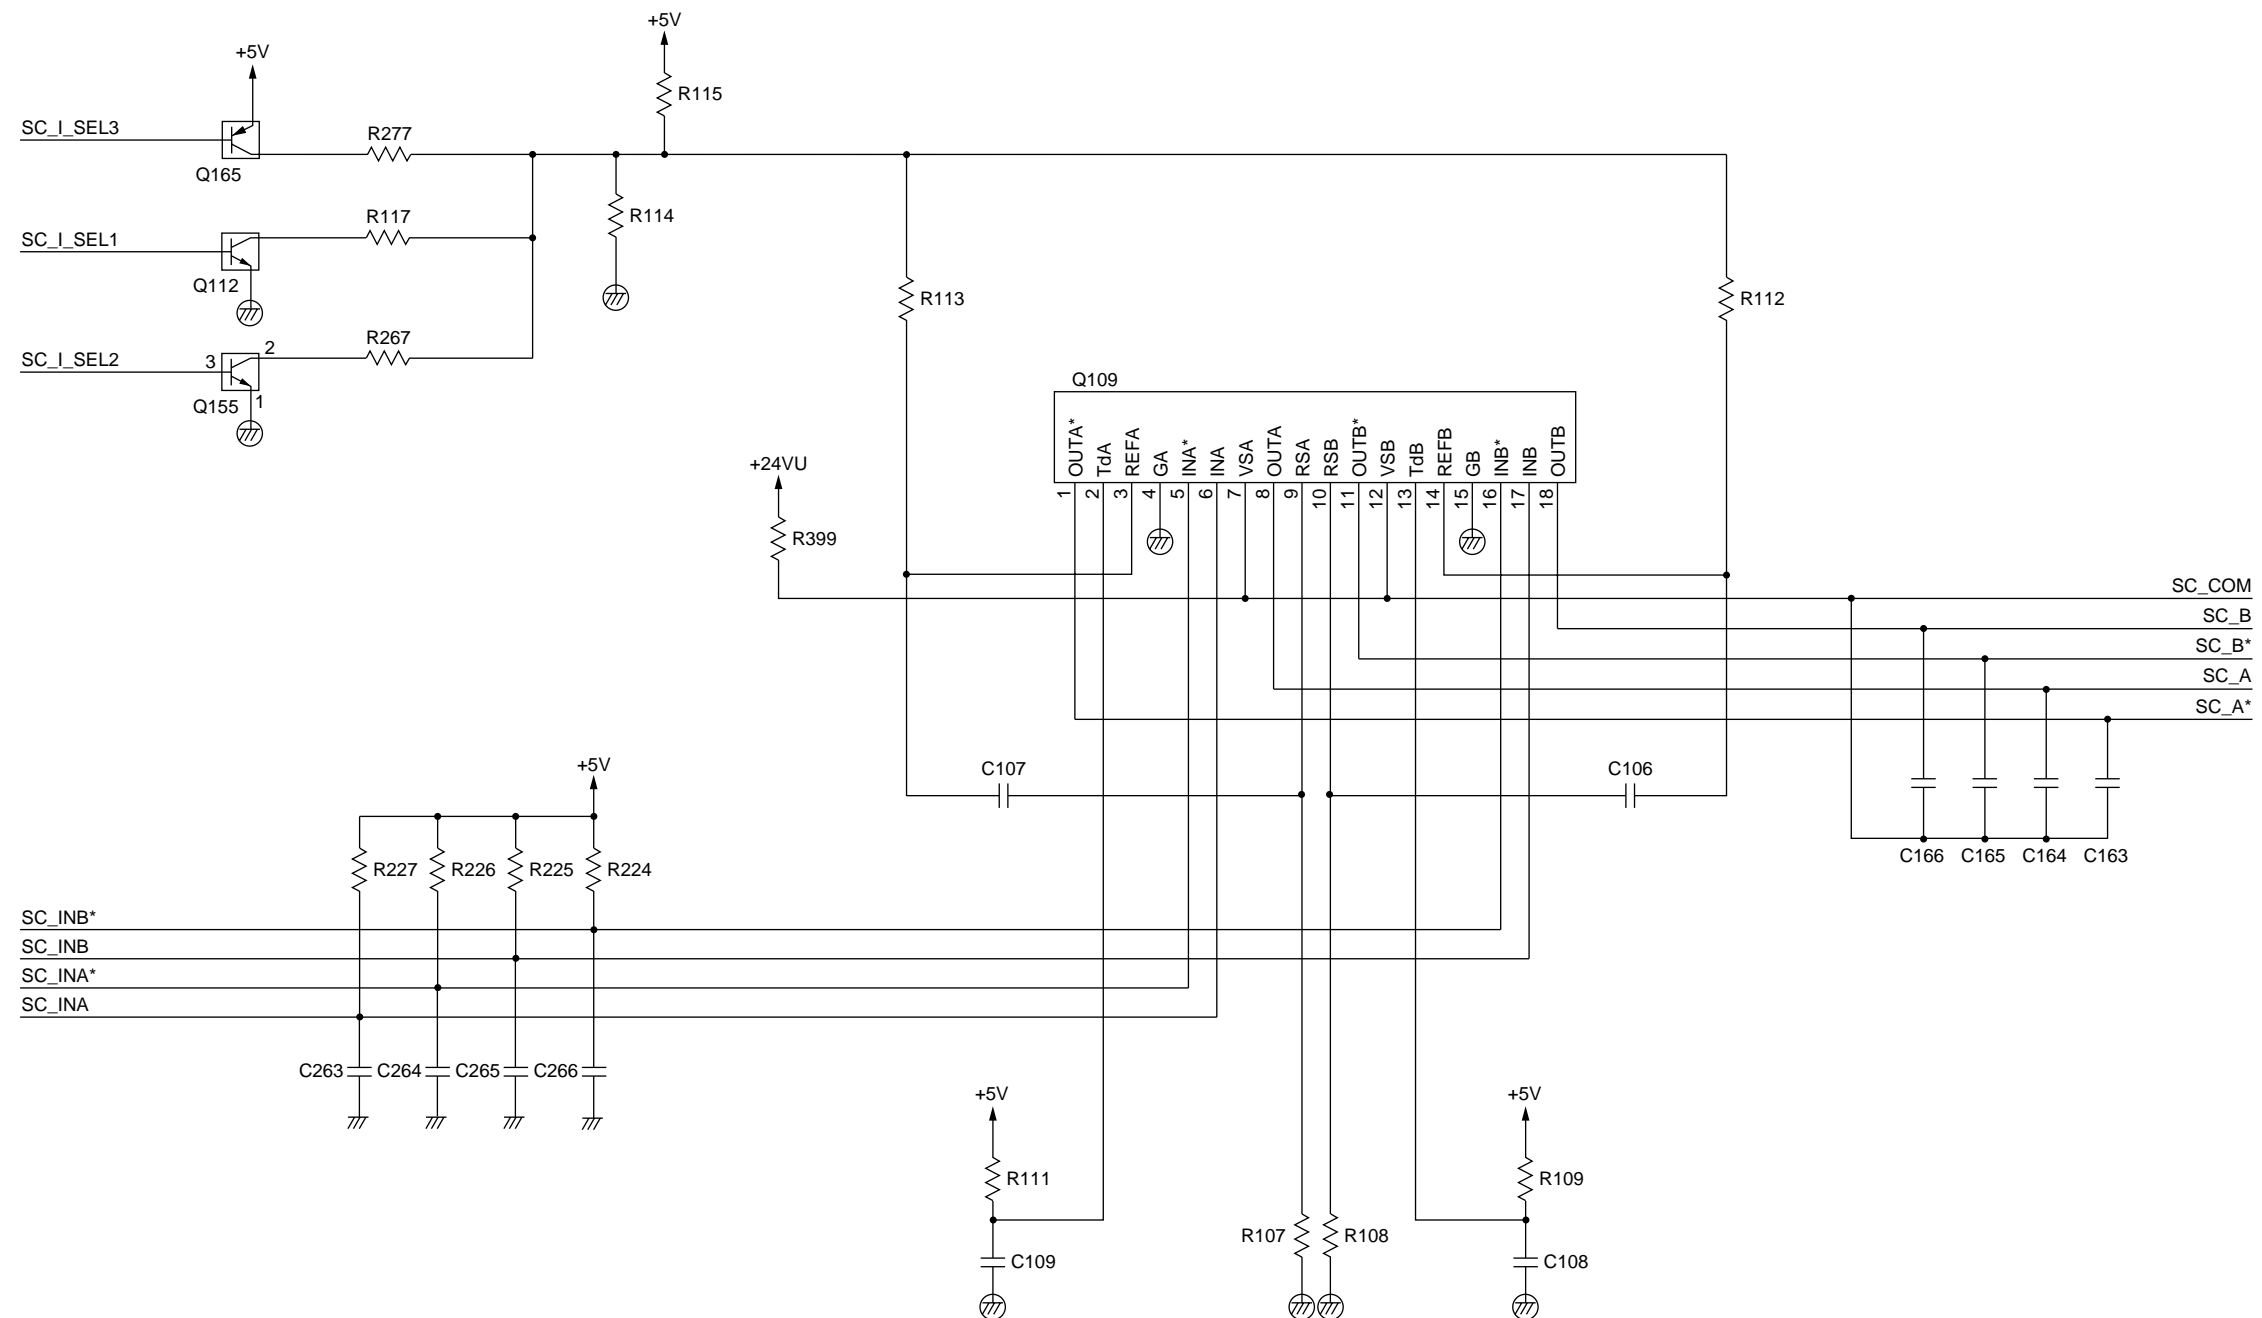 +5V
+5V
R115
SC_I_SEL3
R277
Q165
R117
SC_I_SEL1
R114
Q112
R113
R112
R267
2
SC_I_SEL2
3
Q155
1
Q109
OUTA*
TdA
REFA
GA
INA*
INA
VSA
OUTA
RSA
RSB
OUTB*
VSB
TdB
REFB
GB
INB*
INB
OUTB
+24VU
1
2
3
4
5
6
7
8
9
10
11
12
13
14
15
16
17
18
R399
SC_COM
SC_B
SC_B*
SC_A
SC_A*
+5V
C107
C106
R227
R226
R225
R224
C166
C165
C164
C163
SC_INB*
SC_INB
SC_INA*
SC_INA
C263
C264
C265
C266
+5V
+5V
R111
R109
R107
R108
C109
C108